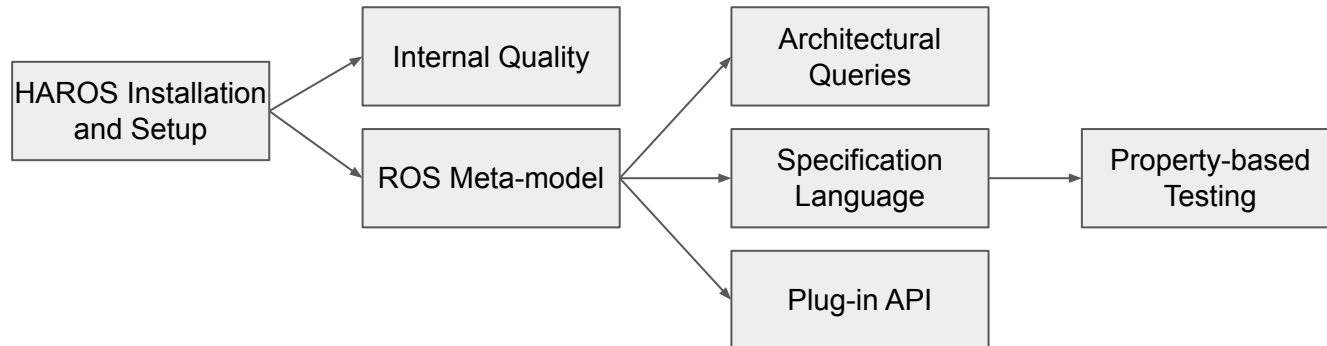 HAROS Installation
and Setup
Internal Quality
ROS Meta-model
Architectural
Queries
Specification
Language
Plug-in API
Property-based
Testing